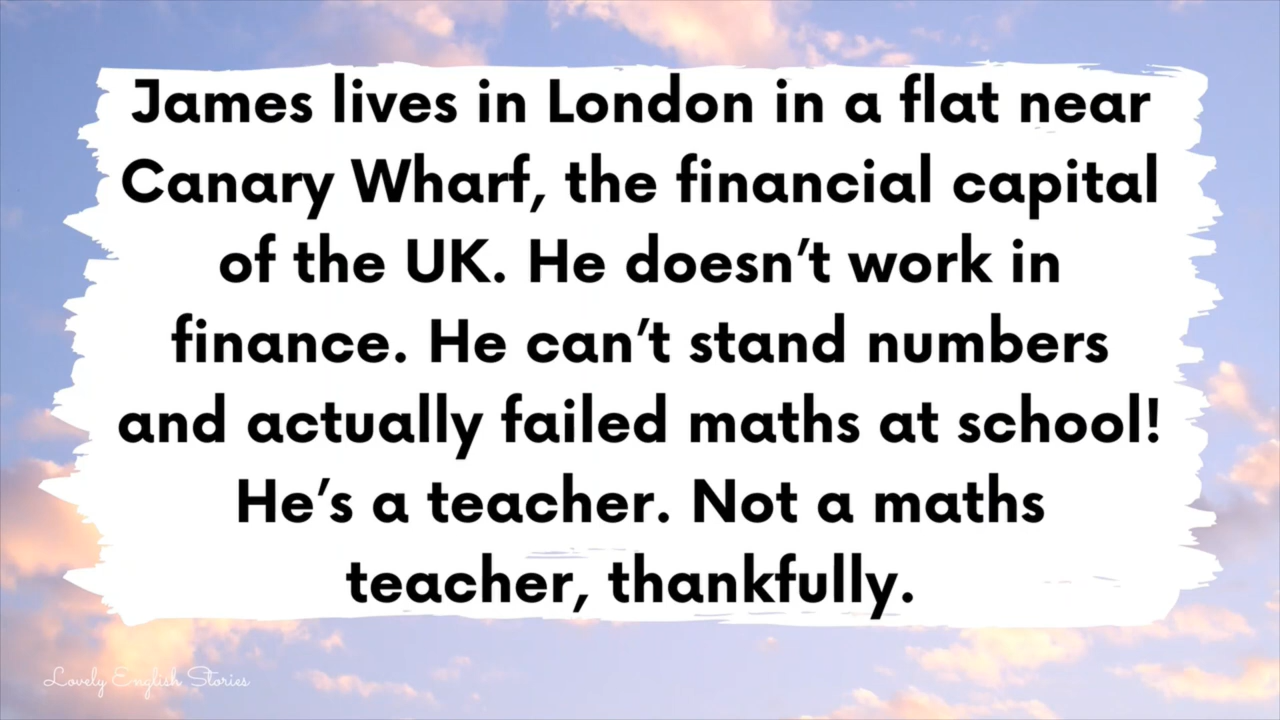 James lives in London in a flat near
Canary Wharf, the financial capital
of the UK. He doesn’t work in
finance. He can’t stand numbers
and actually failed maths at school!
He’s a teacher. Not a maths
teacher, thankfully.
Lovely English Stories